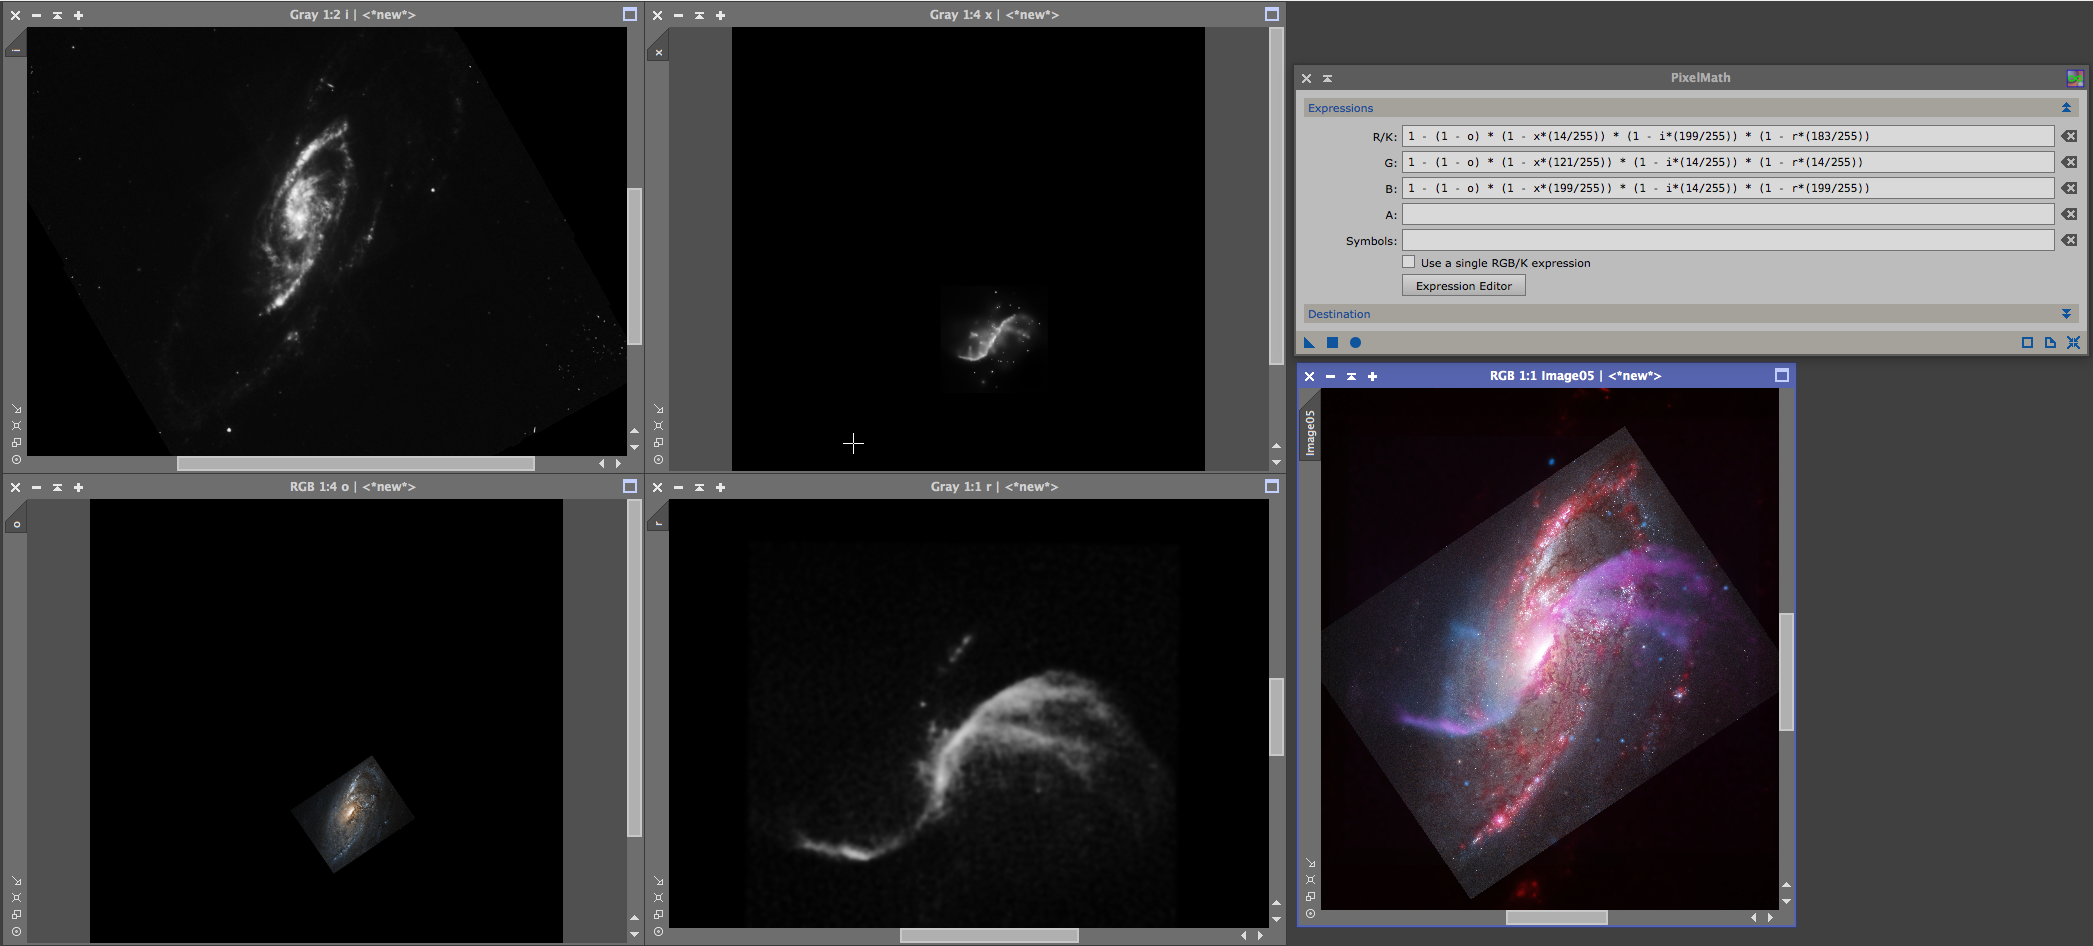 Gray 1:2 i | <*new*>
i
Gray 1:4 x | <*new*>
x
RGB 1:4 o | <*new*>
o
Gray 1:1 r | <*new*>
r
PixelMath
Expressions
R/K: 1 - (1 - o) * (1 - x*(14/255)) * (1 - i*(199/255)) * (1 - r*(183/255))
G: 1 - (1 - o) * (1 - x*(121/255)) * (1 - i*(14/255)) * (1 - r*(14/255))
B: 1 - (1 - o) * (1 - x*(199/255)) * (1 - i*(14/255)) * (1 - r*(199/255))
A:
Symbols:
Use a single RGB/K expression
Expression Editor
Destination
RGB 1:1 Image05 | <*new*>
Image05